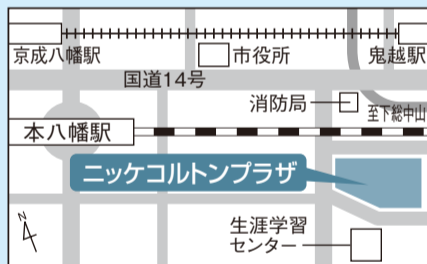 京成八幡駅
市役所
鬼越駅
国道14号
消防局
至下総中山
本八幡駅
ニッケコルトンプラザ
N
生涯学習
センター